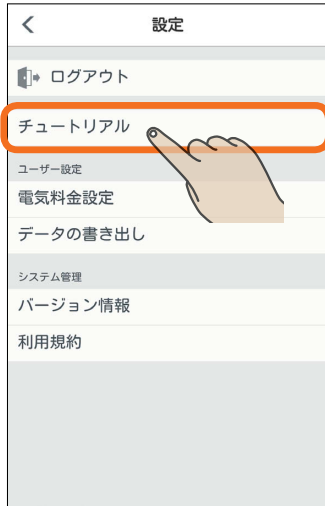 設定
ログアウト
チュートリアル
ユーザー設定
電気料金設定
データの書き出し
システム管理
バージョン情報
利用規約